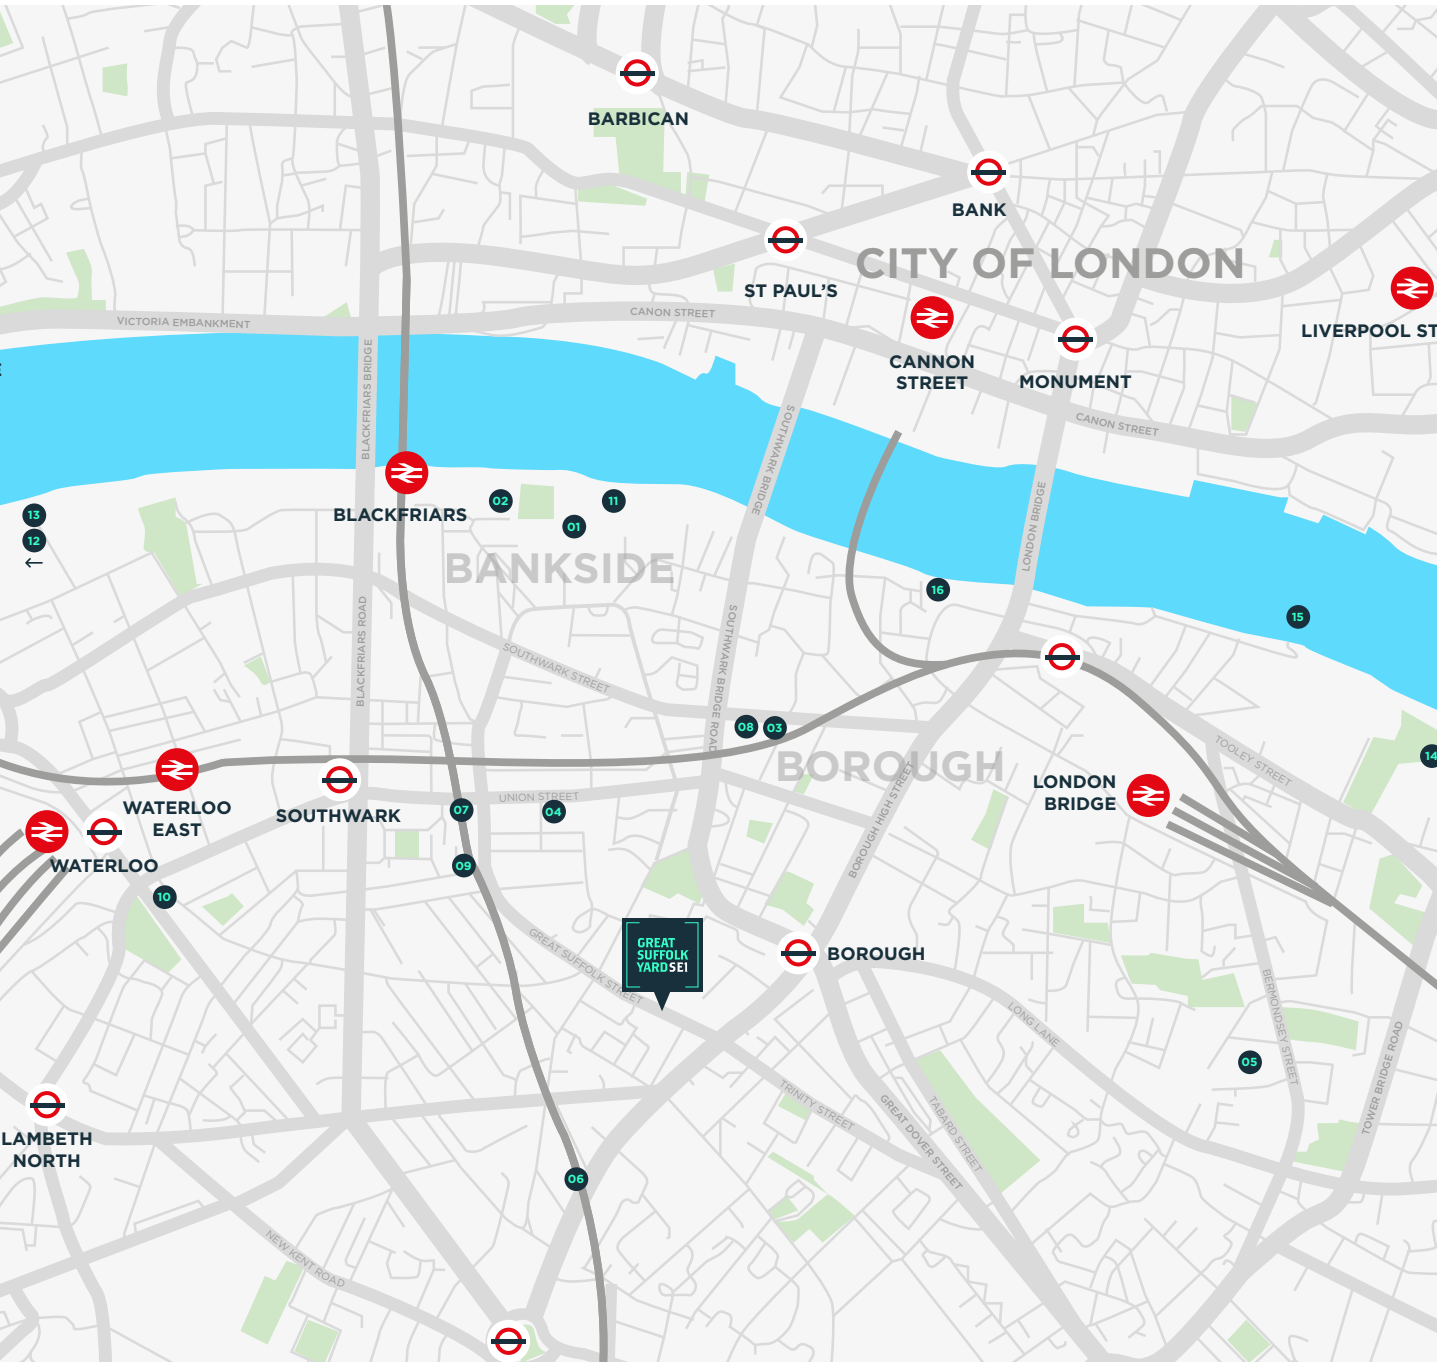 BARBICAN
BANK
CITY OF LONDON
ST PAUL'S
VICTORIA EMBANKMENT
CANON STREET
LIVERPOOL ST
CANNON
STREET
MONUMENT
E
BLACKFRIARS BRIDGE
SOUTHWARK BRIDGE
CANON STREET
LONDON BRIDGE
BLACKFRIARS
02
11
01
13
12
←
BANKSIDE
16
15
BLACKFRIARS ROAD
SOUTHWARK STREET
SOUTHWARK BRIDGE ROAD
08
03
BOROUGH
TOOLEY STREET
14
LONDON
BRIDGE
WATERLOO
EAST
SOUTHWARK
UNION STREET
07
04
BOROUGH HIGH STREET
WATERLOO
09
10
GREAT SUFFOLK STREET
GREAT
SUFFOLK
YARDSE1
BOROUGH
LONG LANE
BERMONDSEY STREET
TOWER BRIDGE ROAD
05
LAMBETH
NORTH
TRINITY STREET
GREAT DOVER STREET
TABARD STREET
06
NEW KENT ROAD